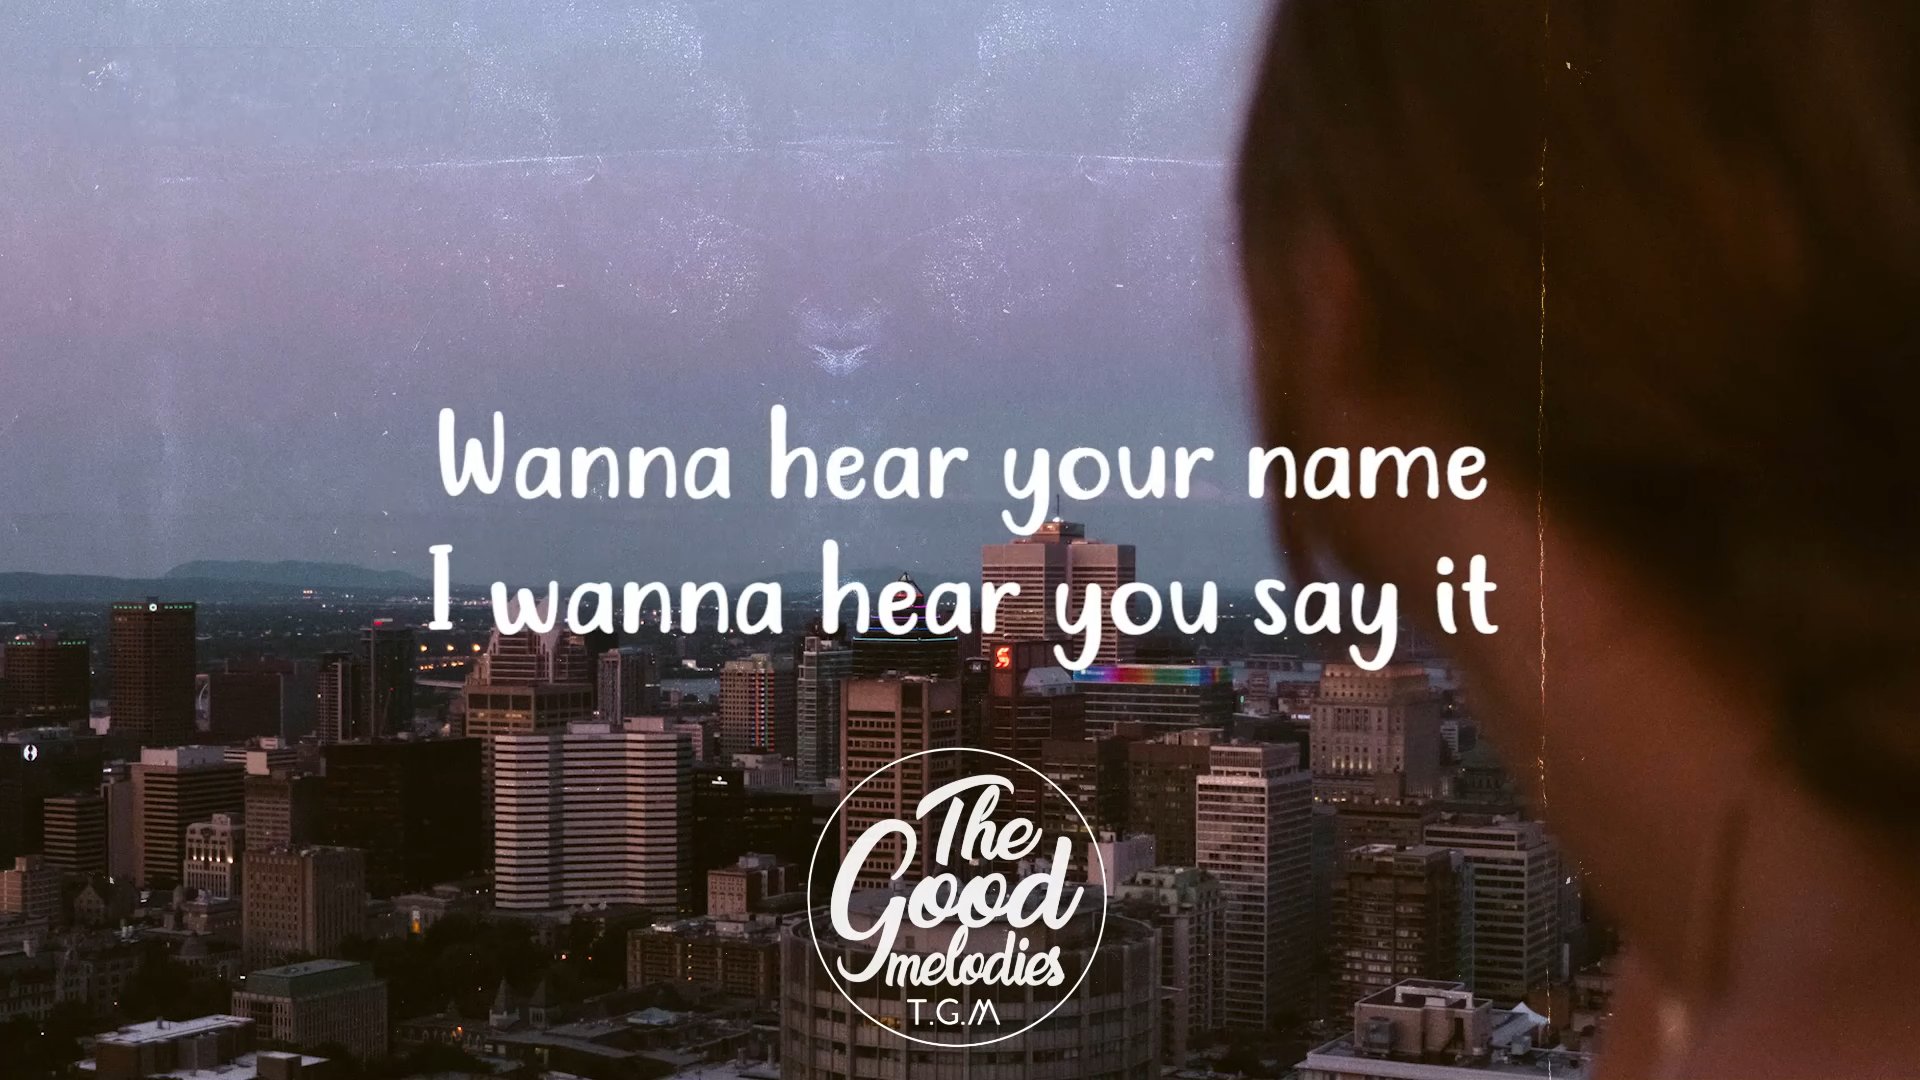 Wanna hear your name
I wanna hear you say it
The
Good
melodies
T.G.M